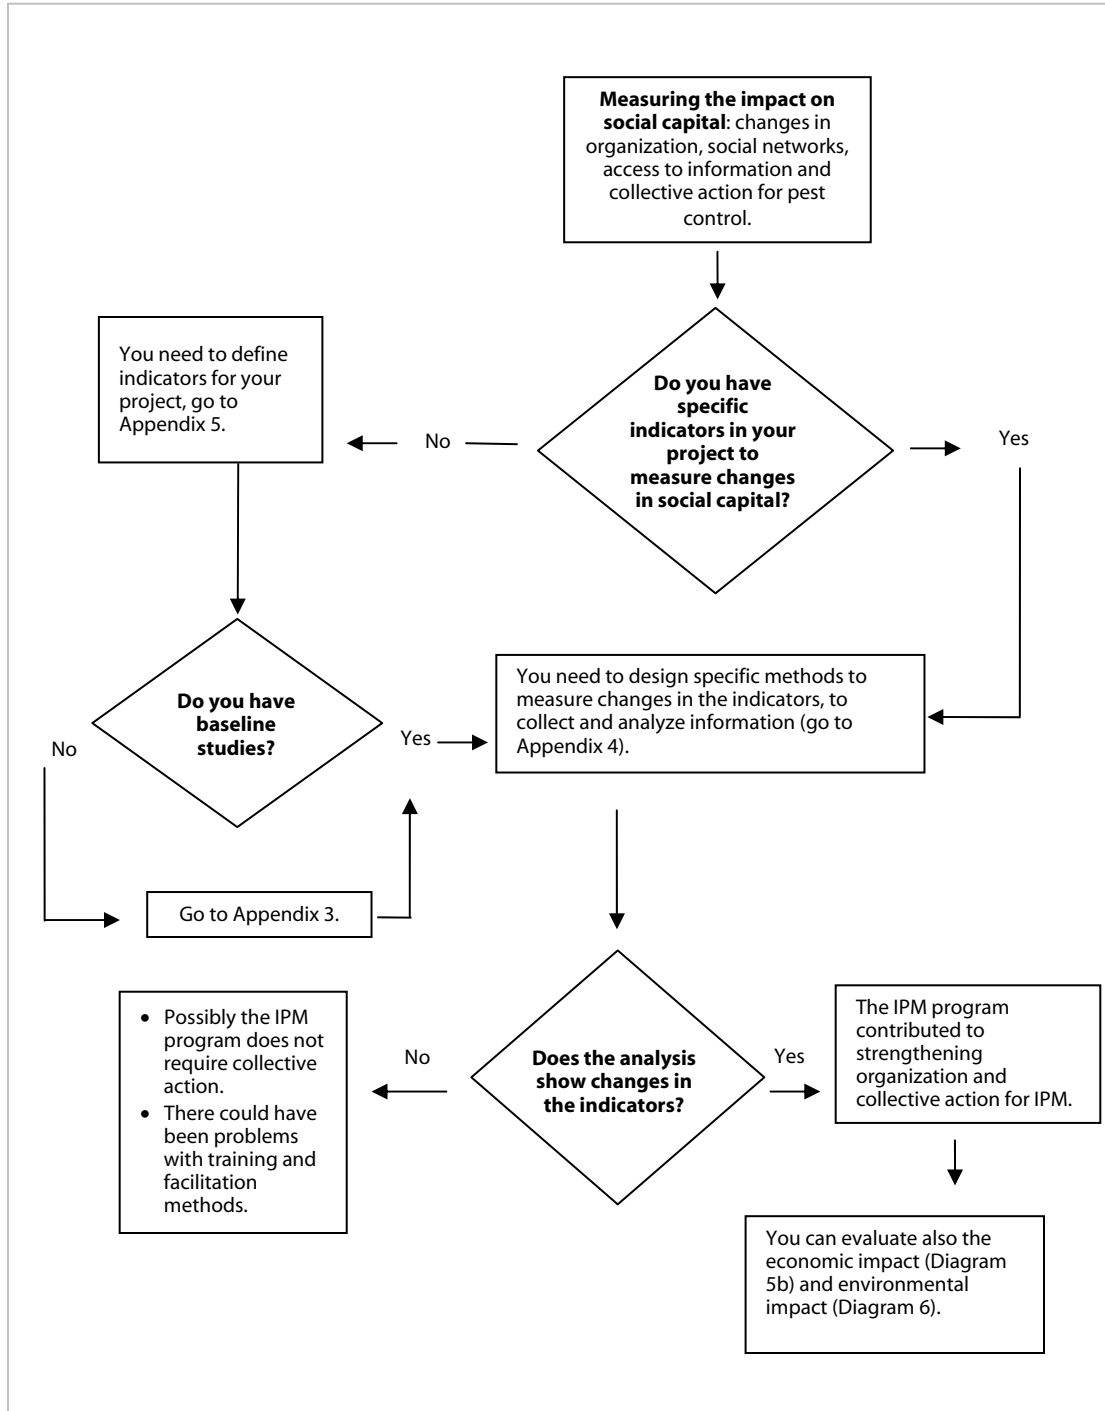 Measuring the impact on
social capital: changes in
organization, social networks,
access to information and
collective action for pest
control.
You need to define
indicators for your
project, go to
Appendix 5.
No
Do you have
specific
indicators in your
project to
measure changes
in social capital?
Yes
Do you have
baseline
studies?
No
Yes
You need to design specific methods to
measure changes in the indicators, to
collect and analyze information (go to
Appendix 4).
Go to Appendix 3.
• Possibly the IPM
program does not
require collective
action.
• There could have
been problems
with training and
facilitation
methods.
No
Does the analysis
show changes in
the indicators?
Yes
The IPM program
contributed to
strengthening
organization and
collective action for IPM.
You can evaluate also the
economic impact (Diagram
5b) and environmental
impact (Diagram 6).